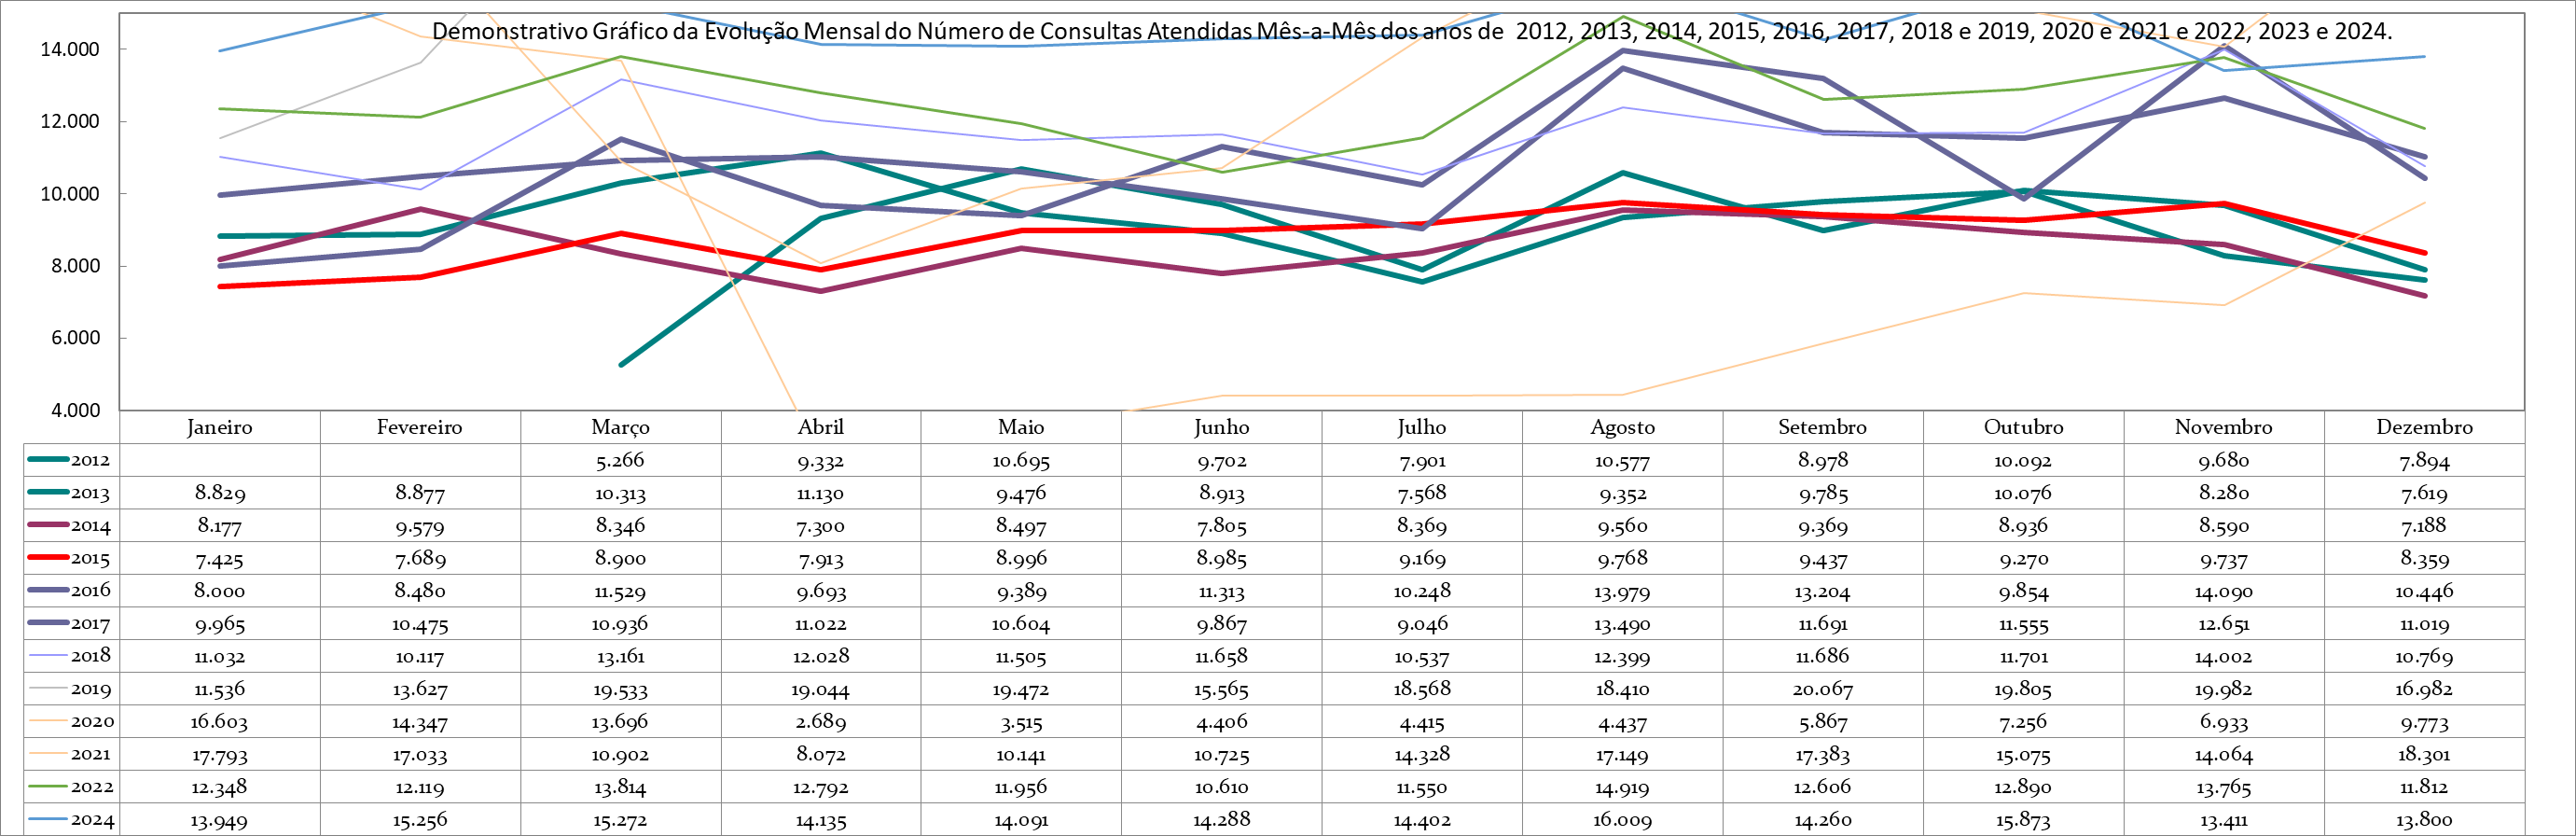 Demonstrativo Gráfico da Evolução Mensal do Número de Consultas Atendidas Mês-a-Mês dos anos de 2012, 2013, 2014, 2015, 2016, 2017, 2018 e 2019, 2020 e 2021 e 2022, 2023 e 2024.
14.000
12.000
10.000
8.000
6.000
4.000
Janeiro Fevereiro Março Abril Maio Junho Julho Agosto Setembro Outubro Novembro Dezembro
2012 5.266 9.332 10.695 9.702 7.901 10.577 8.978 10.092 9.680 7.894
2013 8.829 8.877 10.313 11.130 9.476 8.913 7.568 9.352 9.785 10.076 8.280 7.619
2014 8.177 9.579 8.346 7.300 8.497 7.805 8.369 9.560 9.369 8.936 8.590 7.188
2015 7.425 7.689 8.900 7.913 8.996 8.985 9.169 9.768 9.437 9.270 9.737 8.359
2016 8.000 8.480 11.529 9.693 9.389 11.313 10.248 13.979 13.204 9.854 14.090 10.446
2017 9.965 10.475 10.936 11.022 10.604 9.867 9.046 13.490 11.691 11.555 12.651 11.019
2018 11.032 10.117 13.161 12.028 11.505 11.658 10.537 12.399 11.686 11.701 14.002 10.769
2019 11.536 13.627 19.533 19.044 19.472 15.565 18.568 18.410 20.067 19.805 19.982 16.982
2020 16.603 14.347 13.696 2.689 3.515 4.406 4.415 4.437 5.867 7.256 6.933 9.773
2021 17.793 17.033 10.902 8.072 10.141 10.725 14.328 17.149 17.383 15.075 14.064 18.301
2022 12.348 12.119 13.814 12.792 11.956 10.610 11.550 14.919 12.606 12.890 13.765 11.812
2024 13.949 15.256 15.272 14.135 14.091 14.288 14.402 16.009 14.260 15.873 13.411 13.800